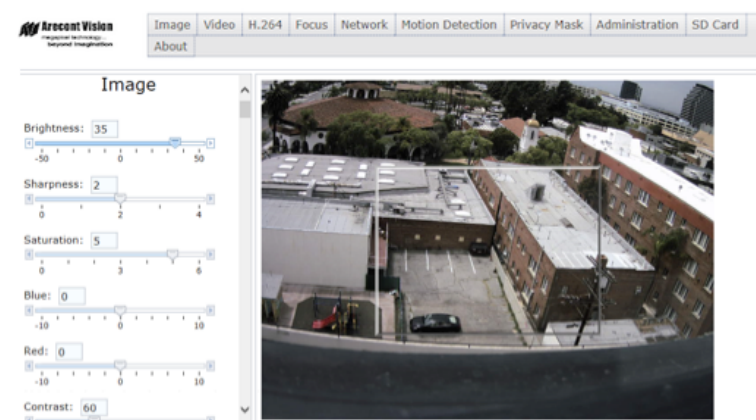 Arecont Vision
megapixel technology...
beyond imagination
Image Video H.264 Focus Network Motion Detection Privacy Mask Administration SD Card
About
Image
Brightness: 35
-50 0 50
Sharpness: 2
0 2 4
Saturation: 5
0 3 6
Blue: 0
-10 0 10
Red: 0
-10 0 10
Contrast: 60